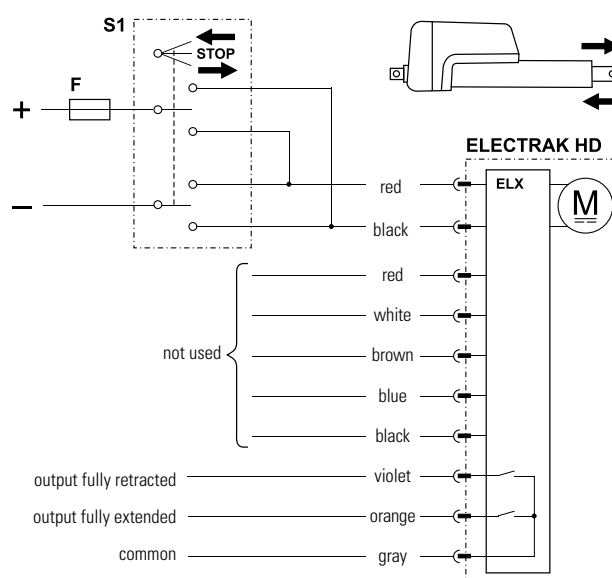 S1
STOP
F
+
–
ELECTRAK HD
ELX
M
red
black
red
white
not used
brown
blue
black
output fully retracted
violet
output fully extended
orange
common
gray